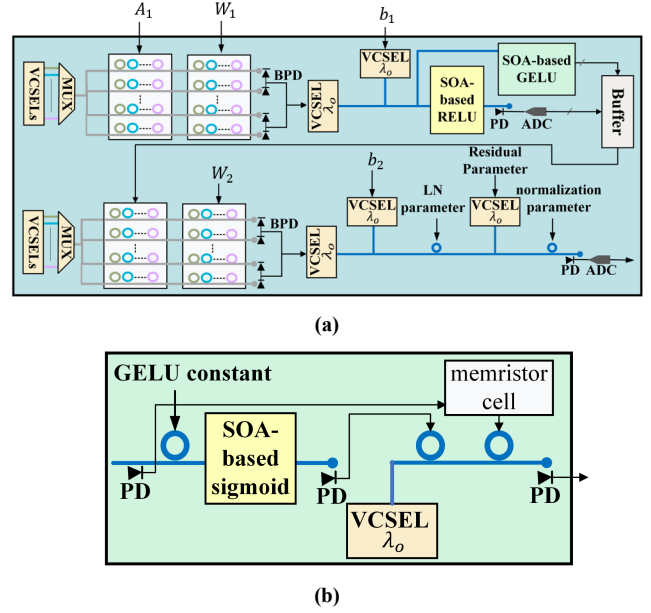 A₁
W₁
b₁
VCSELs
MUX
BPD
VCSEL
λₒ
VCSEL
λₒ
SOA-
based
RELU
SOA-based
GELU
PD
ADC
Buffer
W₂
b₂
Residual
Parameter
LN
parameter
normalization
parameter
VCSELs
MUX
BPD
VCSEL
λₒ
VCSEL
λₒ
VCSEL
λₒ
PD
ADC
(a)
GELU constant
memristor
cell
SOA-
based
sigmoid
PD
PD
PD
VCSEL
λₒ
(b)